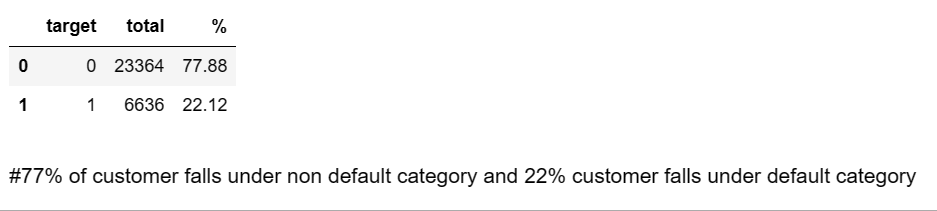 target total %
0 0 23364 77.88
1 1 6636 22.12
#77% of customer falls under non default category and 22% customer falls under default category